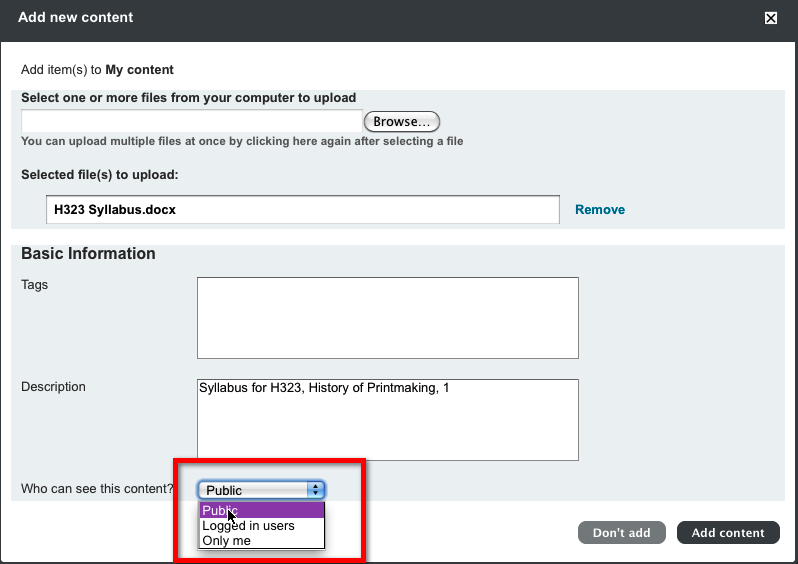 Add new content
Add item(s) to My content
Select one or more files from your computer to upload
Browse...
You can upload multiple files at once by clicking here again after selecting a file
Selected file(s) to upload:
H323 Syllabus.docx Remove
Basic Information
Tags
Description
Syllabus for H323, History of Printmaking, 1
Who can see this content? Public
Public
Logged in users
Only me
Don't add Add content